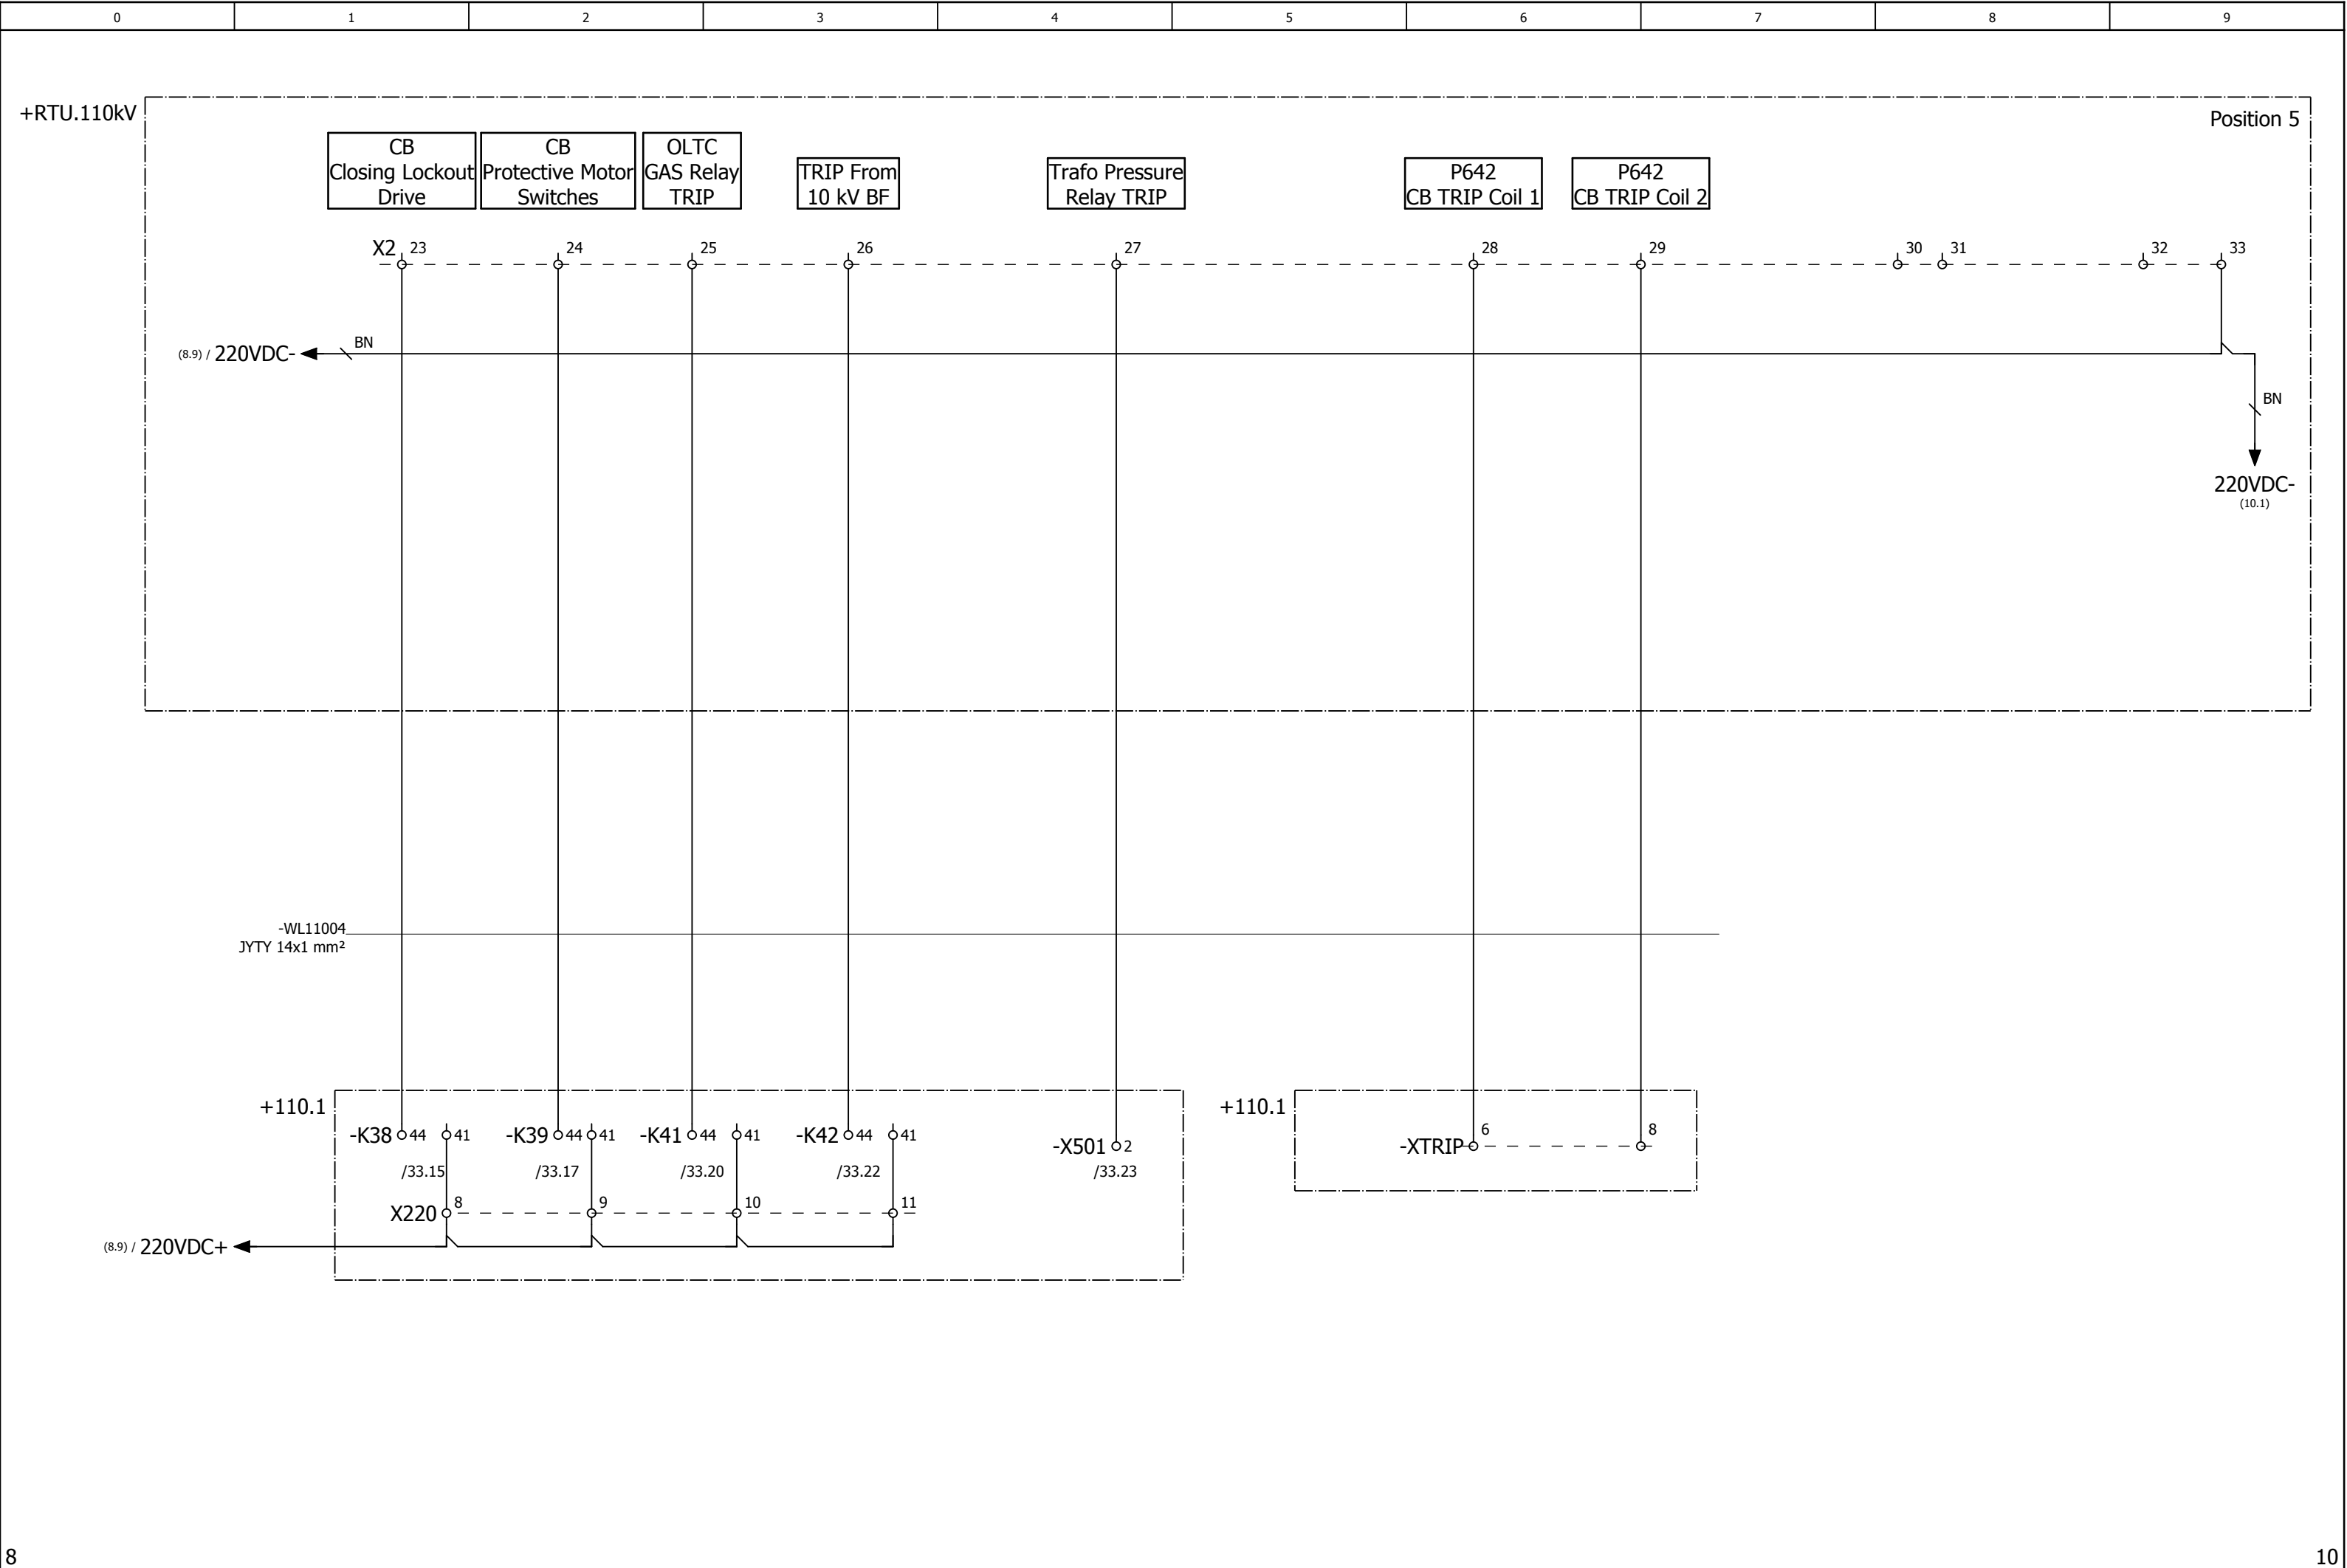 0 1 2 3 4 5 6 7 8 9
+RTU.110kV
Position 5
CB
Closing Lockout
Drive
CB
Protective Motor
Switches
OLTC
GAS Relay
TRIP
TRIP From
10 kV BF
Trafo Pressure
Relay TRIP
P642
CB TRIP Coil 1
P642
CB TRIP Coil 2
X2 23 24 25 26 27 28 29 30 31 32 33
(8.9) / 220VDC- BN
BN
220VDC-
(10.1)
-WL11004
JYTY 14x1 mm²
+110.1
-K38 44 41 -K39 44 41 -K41 44 41 -K42 44 41
-X501 2
/33.15 /33.17 /33.20 /33.22 /33.23
X220 8 9 10 11
(8.9) / 220VDC+
+110.1
-XTRIP 6 8
8
10